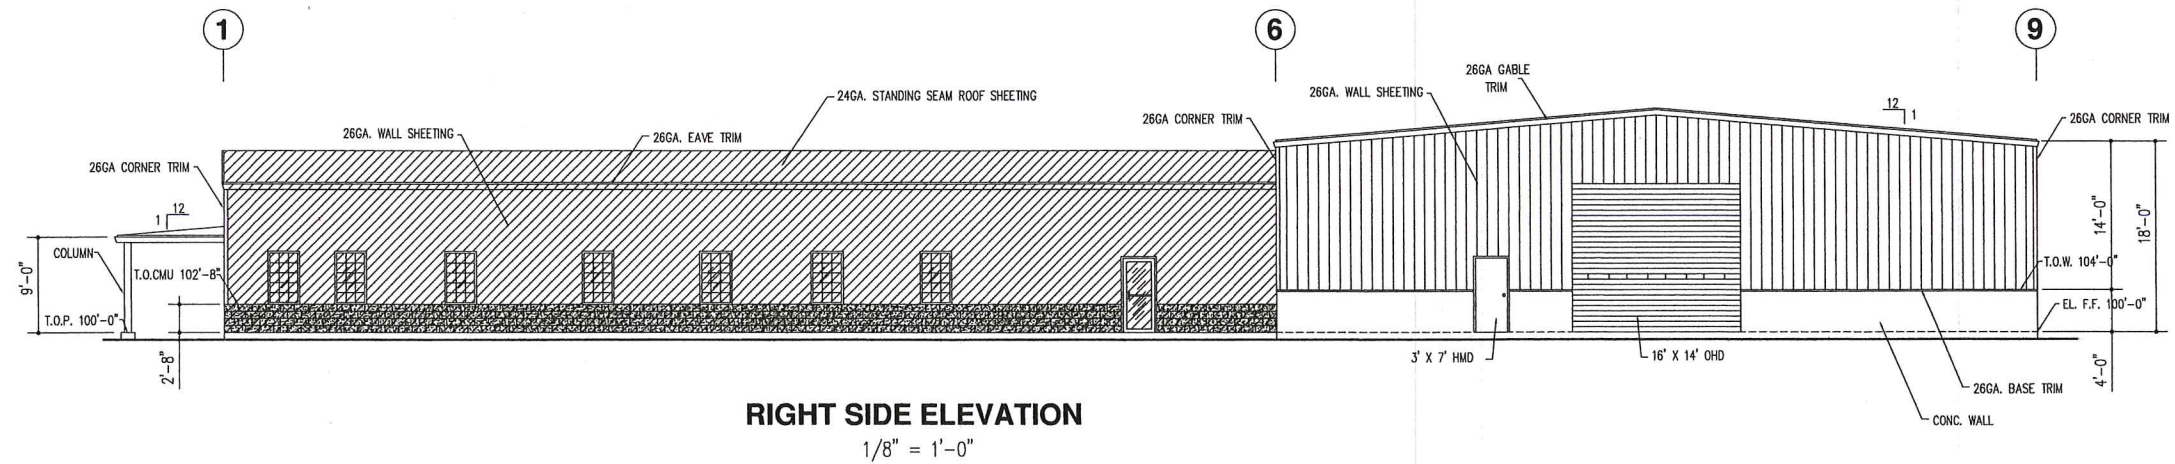 1
6
9
26GA GABLE
TRIM
24GA. STANDING SEAM ROOF SHEETING
26GA. WALL SHEETING
12
1
26GA CORNER TRIM
26GA CORNER TRIM
26GA. WALL SHEETING
26GA. EAVE TRIM
26GA CORNER TRIM
12
1
14'-0"
18'-0"
COLUMN
9'-0"
T.O.CMU 102'-8"
T.O.W. 104'-0"
T.O.P. 100'-0"
EL. F.F. 100'-0"
2'-8"
3' X 7' HMD
16' X 14' OHD
4'-0"
26GA. BASE TRIM
CONC. WALL
RIGHT SIDE ELEVATION
1/8" = 1'-0"